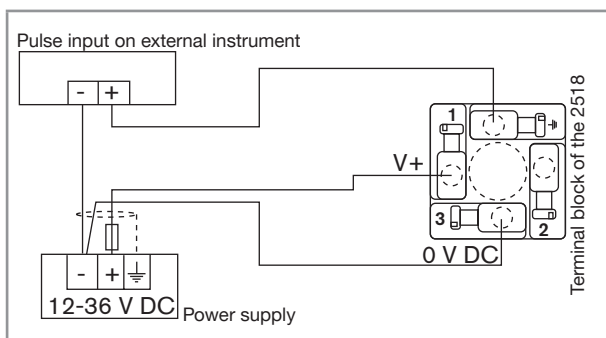 Pulse input on external instrument
- +
1
V+
3
2
0 V DC
Terminal block of the 2518
- +
12-36 V DC
Power supply